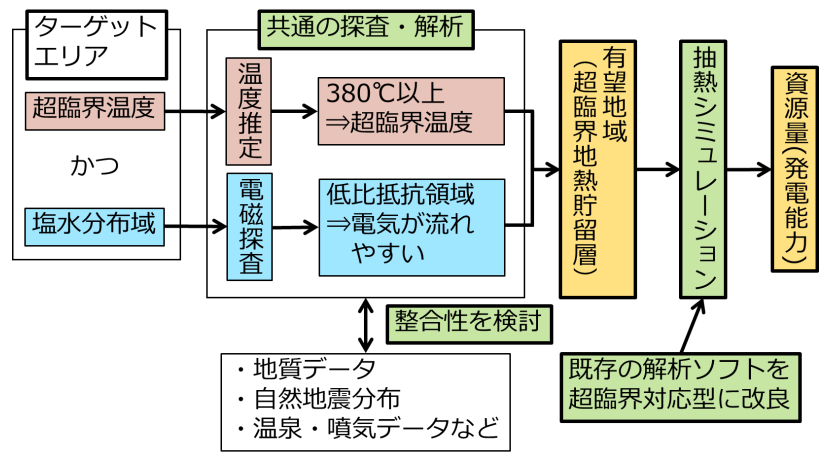 ターゲット
エリア
超臨界温度
かつ
塩水分布域
共通の探査・解析
温度推定
380℃以上
⇒超臨界温度
電磁探査
低比抵抗領域
⇒電気が流れ
やすい
有望地域
（超臨界地熱貯留層）
抽熱シミュレーション
資源量（発電能力）
整合性を検討
・地質データ
・自然地震分布
・温泉・噴気データなど
既存の解析ソフトを
超臨界対応型に改良